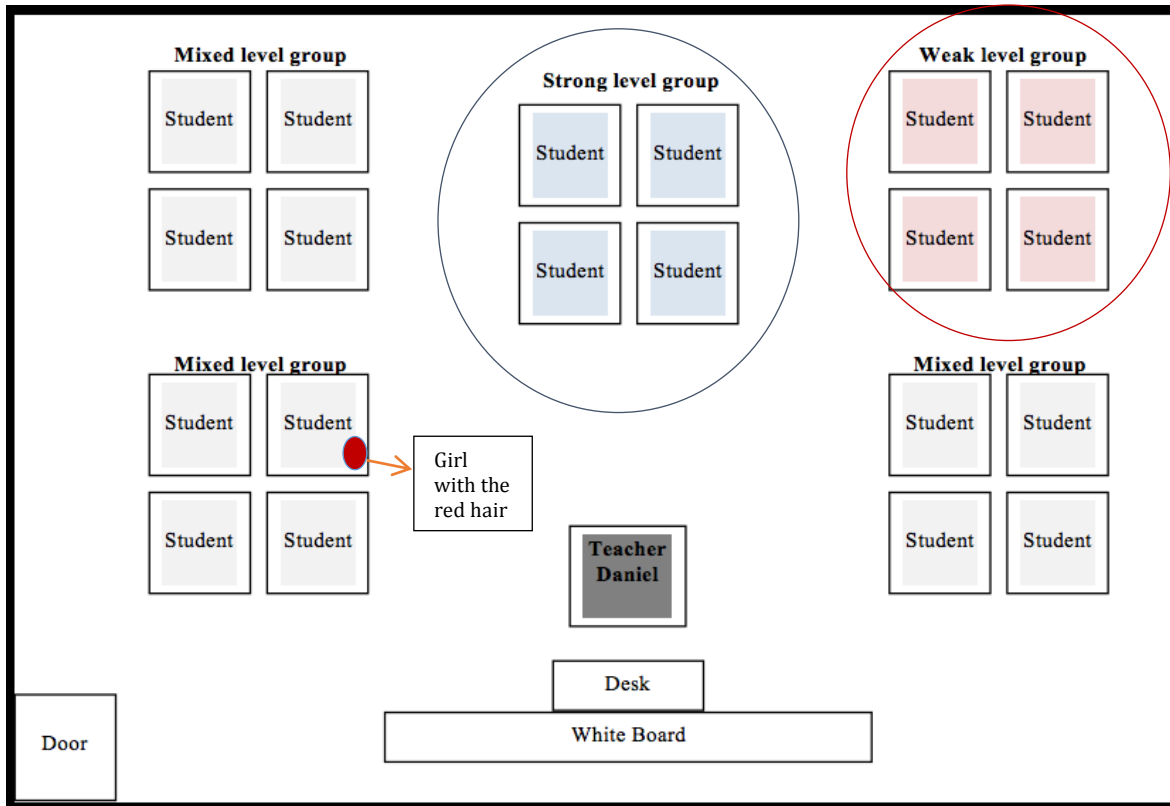 Mixed level group
Student Student
Student Student
Strong level group
Student Student
Student Student
Weak level group
Student Student
Student Student
Mixed level group
Student Student
Student Student
Girl
with the
red hair
Mixed level group
Student Student
Student Student
Teacher
Daniel
Desk
White Board
Door